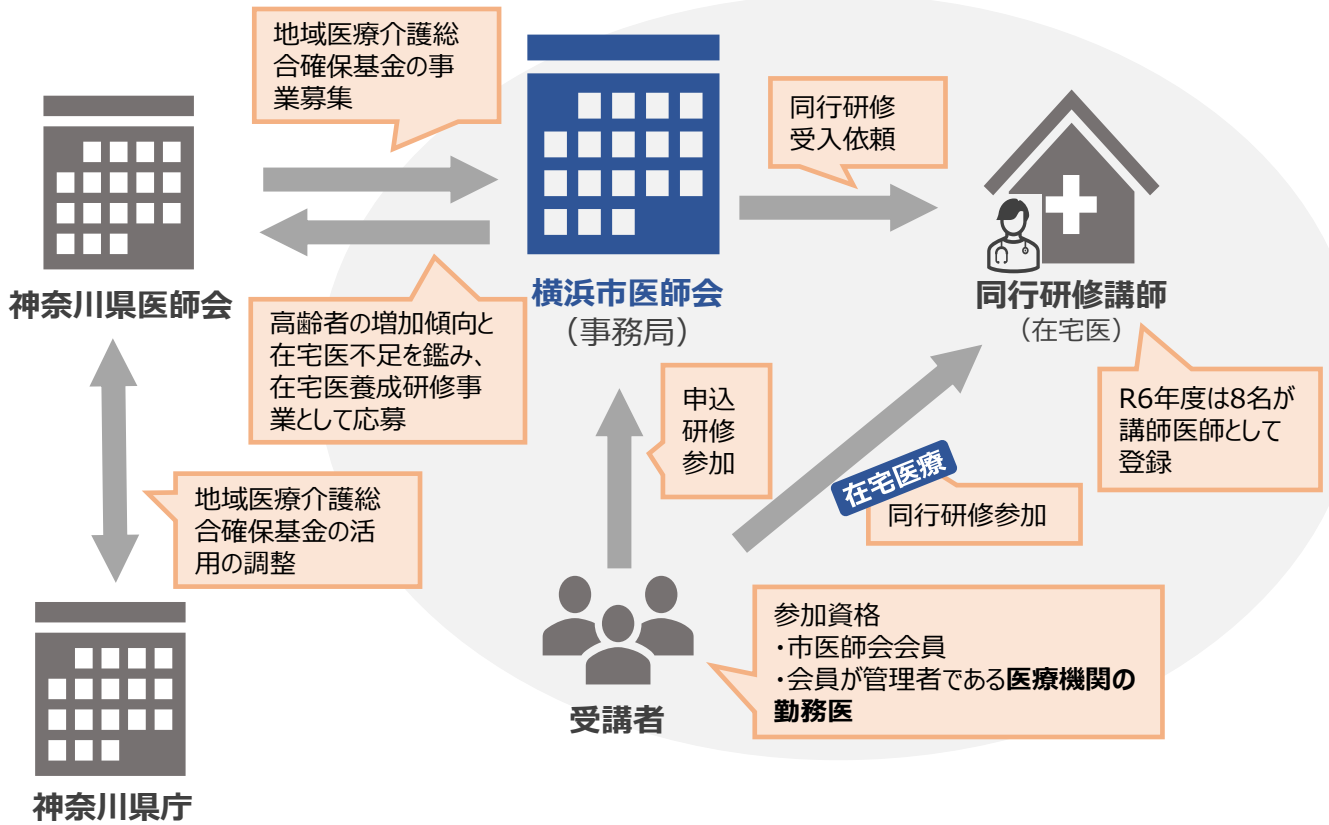 地域医療介護総
合確保基金の事
業募集
同行研修
受入依頼
神奈川県医師会
横浜市医師会
（事務局）
同行研修講師
（在宅医）
高齢者の増加傾向と
在宅医不足を鑑み、
在宅医養成研修事
業として応募
申込
研修
参加
R6年度は8名が
講師医師として
登録
在宅医療
同行研修参加
地域医療介護総
合確保基金の活
用の調整
参加資格
・市医師会会員
・会員が管理者である医療機関の
勤務医
受講者
神奈川県庁